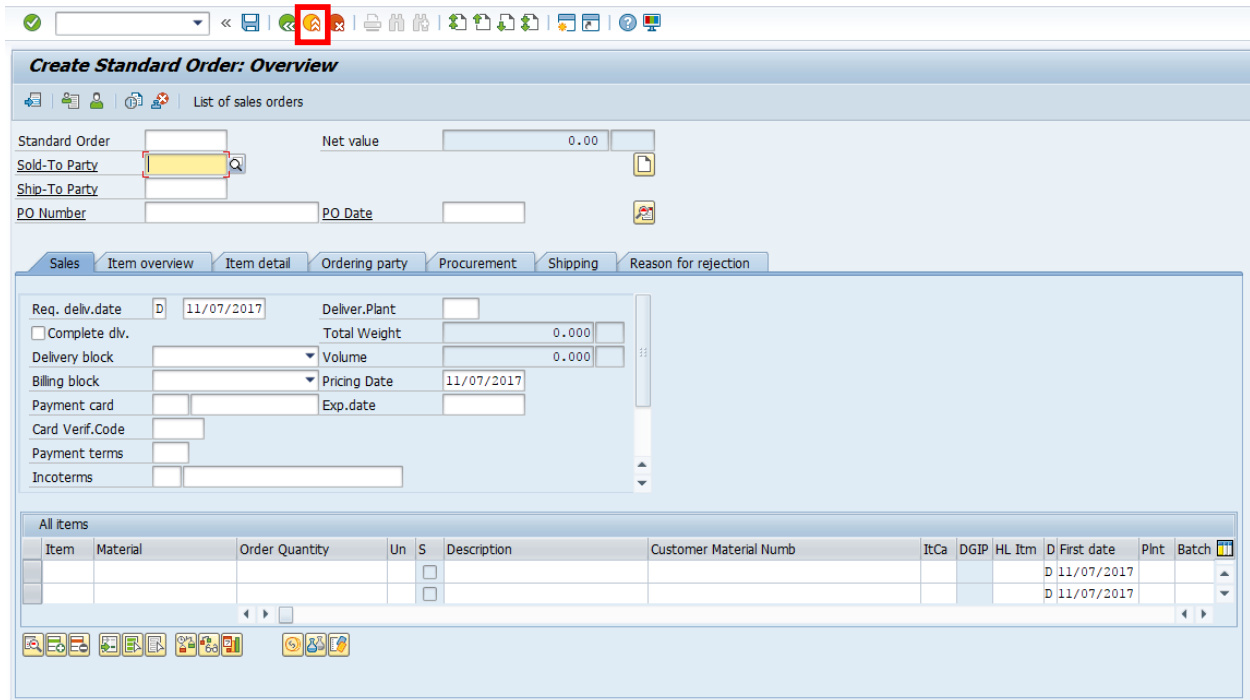 Create Standard Order: Overview
List of sales orders
Standard Order Net value 0.00
Sold-To Party
Ship-To Party
PO Number PO Date
Sales Item overview Item detail Ordering party Procurement Shipping Reason for rejection
Req. deliv.date D 11/07/2017 Deliver.Plant
Complete dlv. Total Weight 0.000
Delivery block Volume 0.000
Billing block Pricing Date 11/07/2017
Payment card Exp.date
Card Verif.Code
Payment terms
Incoterms
All items
Item Material Order Quantity Un S Description Customer Material Numb ItCa DGIP HL Itm D First date Plnt Batch
D 11/07/2017
D 11/07/2017